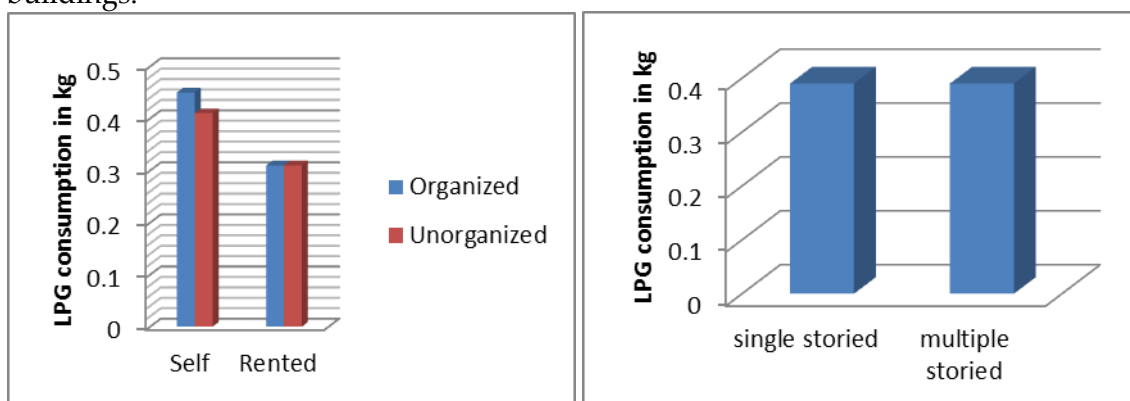 buildings.
LPG consumption in kg
0.5
0.4
0.3
0.2
0.1
0
Self Rented
Organized
Unorganized
LPG consumption in kg
0.4
0.3
0.2
0.1
0
single storied multiple
storied